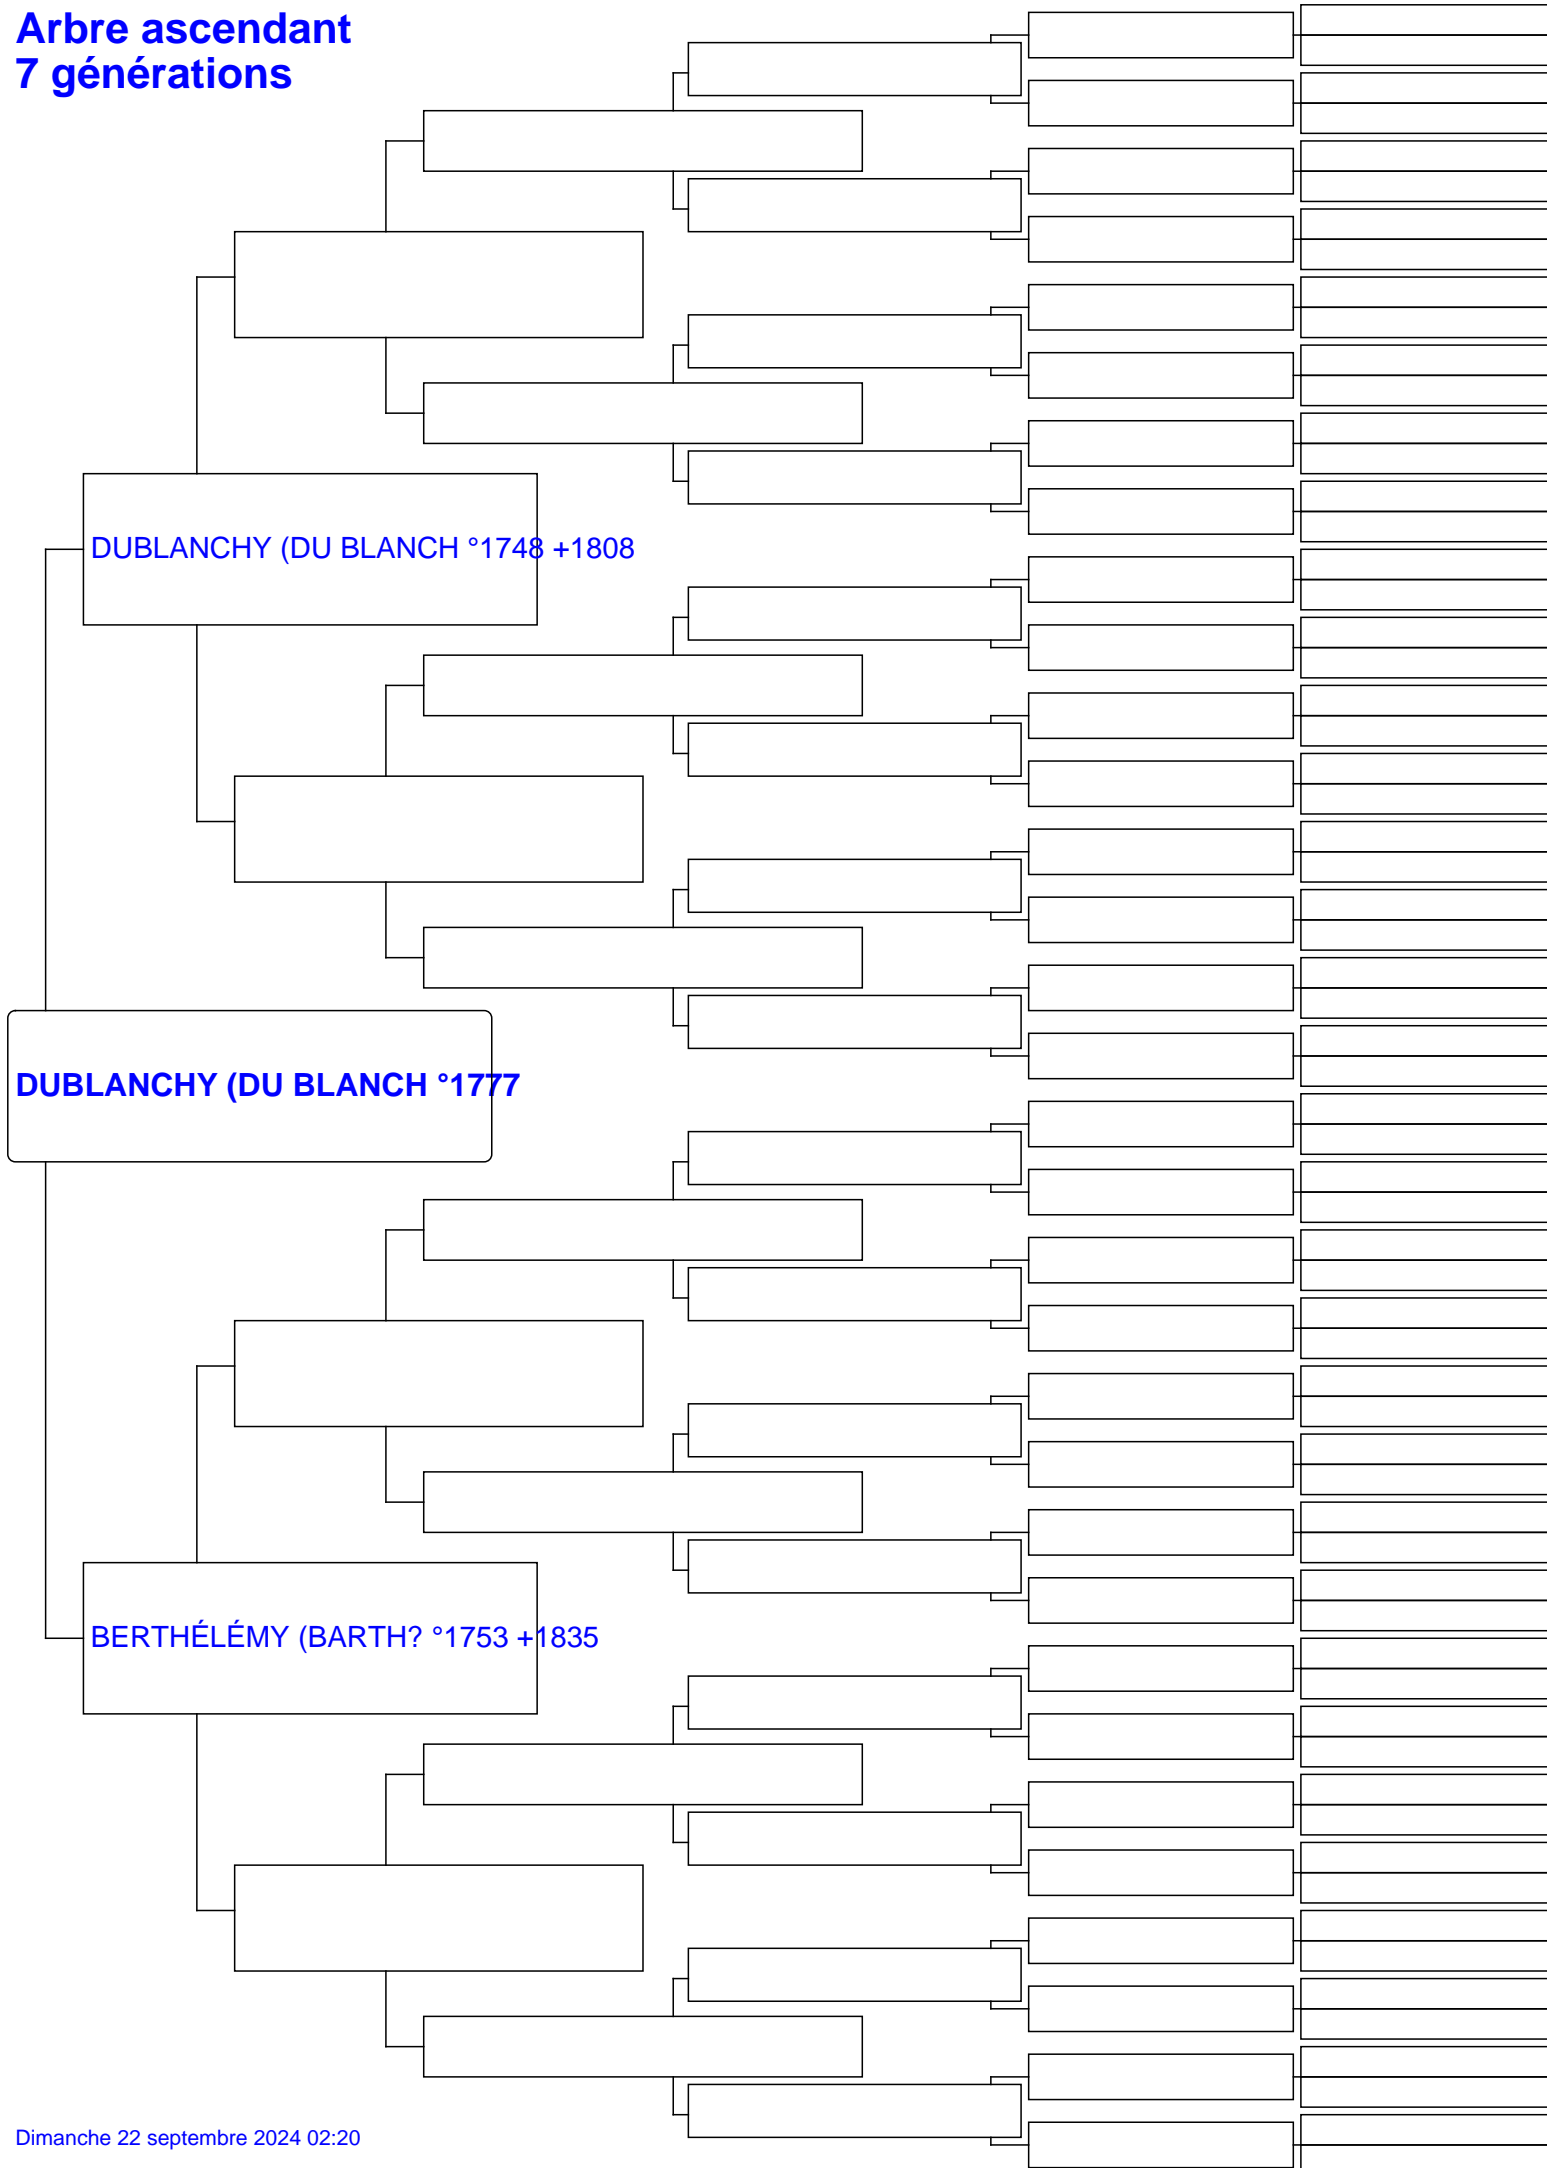 Arbre ascendant
7 générations
DUBLANCHY (DU BLANCH °1748 +1808
DUBLANCHY (DU BLANCH °1777
BERTHÉLÉMY (BARTH? °1753 +1835
Dimanche 22 septembre 2024 02:20